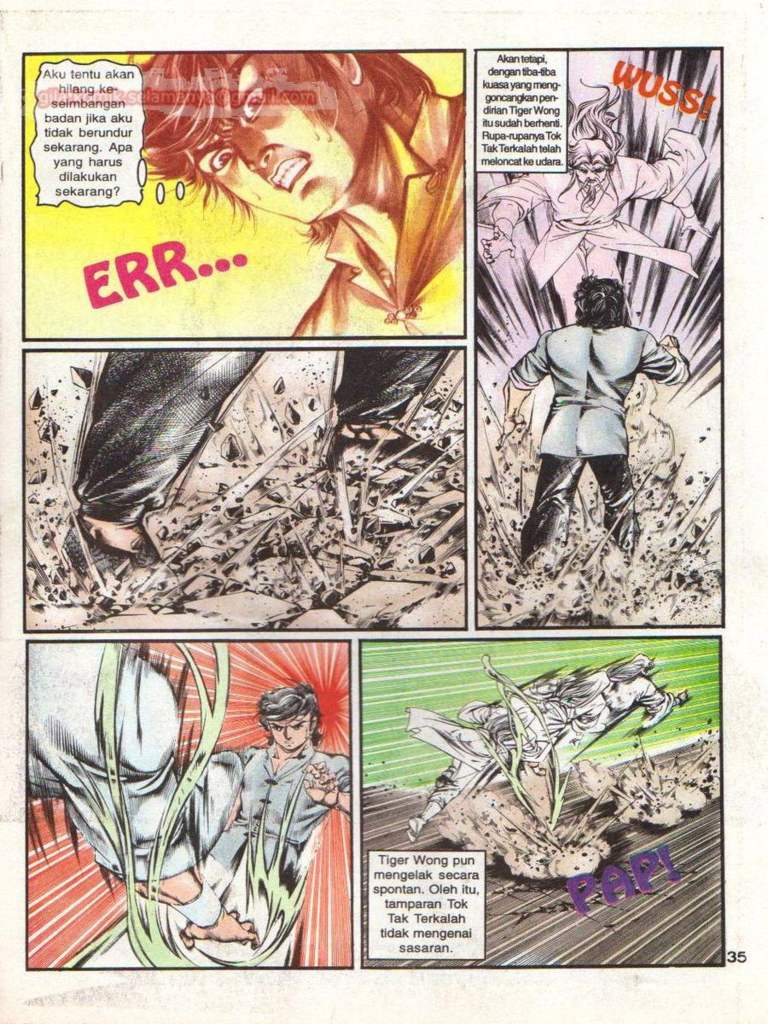 Aku tentu akan
hilang ke-
seimbangan
badan jika aku
tidak berundur
sekarang. Apa
yang harus
dilakukan
sekarang?
ERR...
Akan tetapi,
dengan tiba-tiba
kuasa yang meng-
goncangkan pen-
dirian Tiger Wong
itu sudah berhenti.
Rupa-rupanya Tok
Tak Terkalah telah
meloncat ke udara.
WUSS!
Tiger Wong pun
mengelak secara
spontan. Oleh itu,
tamparan Tok
Tak Terkalah
tidak mengenai
sasaran.
PAP!
35